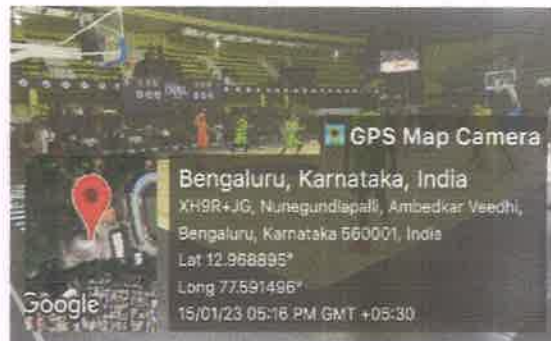 GPS Map Camera
Bengaluru, Karnataka, India
XH9R+JG, Nunegundlapalli, Ambedkar Veedhi,
Bengaluru, Karnataka 560001, India
Lat 12.968895°
Long 77.591496°
15/01/23 05:16 PM GMT +05:30
Google